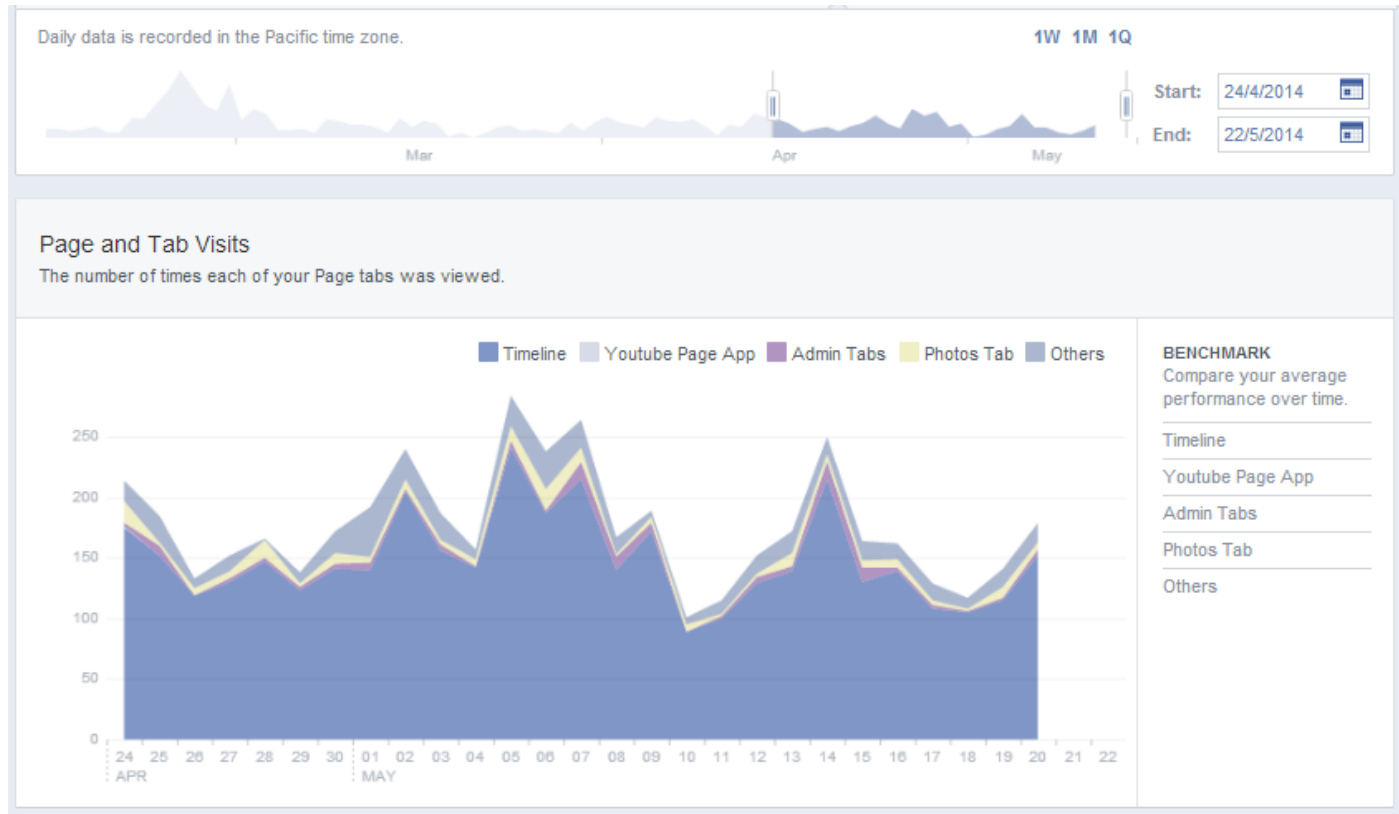 Daily data is recorded in the Pacific time zone.
1W 1M 1Q
Start: 24/4/2014
End: 22/5/2014
Mar Apr May
Page and Tab Visits
The number of times each of your Page tabs was viewed.
Timeline Youtube Page App Admin Tabs Photos Tab Others
250
200
150
100
50
0
24 25 26 27 28 29 30 01 02 03 04 05 06 07 08 09 10 11 12 13 14 15 16 17 18 19 20 21 22
APR MAY
BENCHMARK
Compare your average
performance over time.
Timeline
Youtube Page App
Admin Tabs
Photos Tab
Others